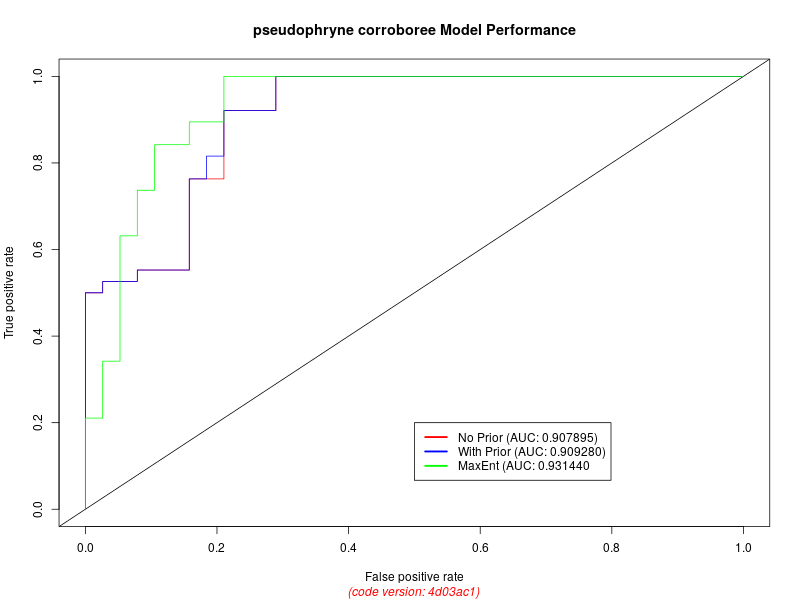 pseudophryne corroboree Model Performance
True positive rate
1.0
0.8
0.6
0.4
0.2
0.0
No Prior (AUC: 0.907895)
With Prior (AUC: 0.909280)
MaxEnt (AUC: 0.931440
0.0 0.2 0.4 0.6 0.8 1.0
False positive rate
(code version: 4d03ac1)